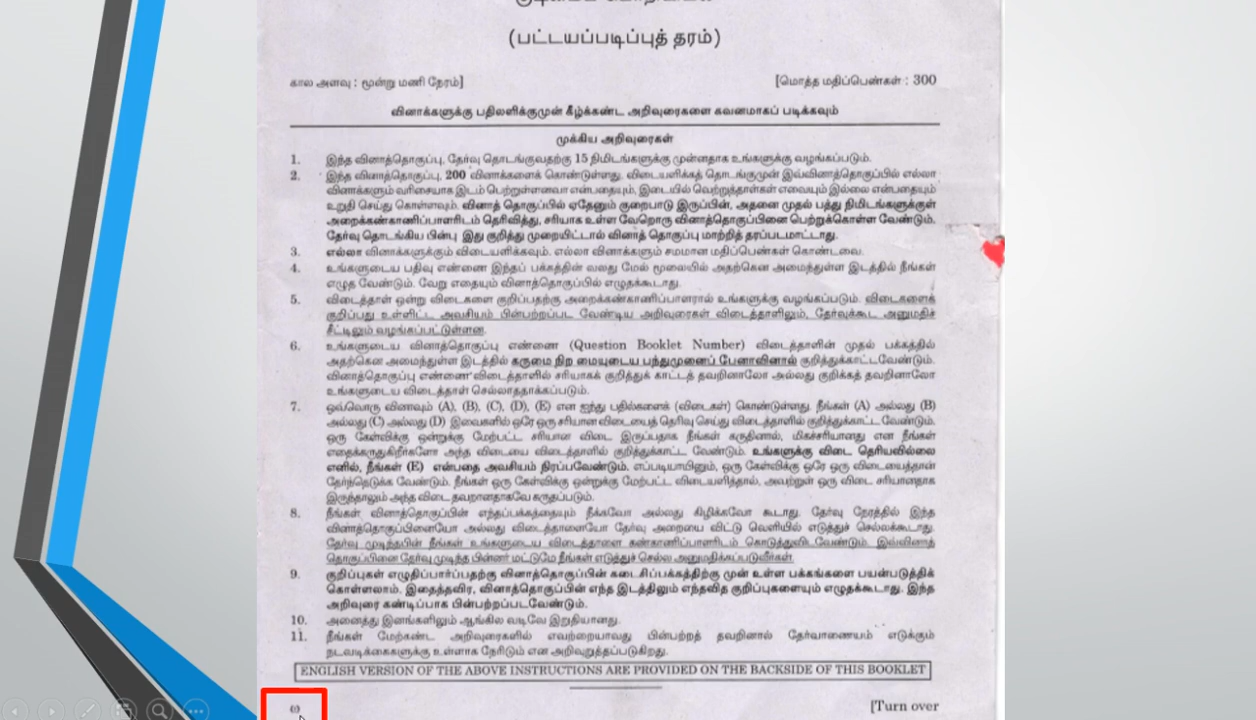 (பட்டயப்படிப்புத் தரம்)
கால அளவு : மூன்று மணி நேரம்]
[மொத்த மதிப்பெண்கள் : 300
வினாக்களுக்கு பதிலளிக்குமுன் கீழ்க்கண்ட அறிவுரைகளை கவனமாகப் படிக்கவும்
முக்கிய அறிவுரைகள்
1. இந்த வினாத்தொகுப்பு, தேர்வு தொடங்குவதற்கு 15 நிமிடங்களுக்கு முன்னதாக உங்களுக்கு வழங்கப்படும்.
2. இந்த வினாத்தொகுப்பு, 200 வினாக்களைக் கொண்டுள்ளது. விடையளிக்கத் தொடங்குமுன் இவ்வினாத்தொகுப்பில் எல்லா
வினாக்களும் வரிசையாக இடம் பெற்றுள்ளனவா என்பதையும், இடையில் வெற்றுத்தாள்கள் எவையும் இல்லை என்பதையும்
உறுதி செய்து கொள்ளவும். வினாத் தொகுப்பில் ஏதேனும் குறைபாடு இருப்பின், அதனை முதல் பத்து நிமிடங்களுக்குள்
அறைக்கண்காணிப்பாளரிடம் தெரிவித்து, சரியாக உள்ள வேறொரு வினாத்தொகுப்பினை பெற்றுக்கொள்ள வேண்டும்.
தேர்வு தொடங்கிய பின்பு இது குறித்து முறையிட்டால் வினாத் தொகுப்பு மாற்றித் தரப்படமாட்டாது.
3. எல்லா வினாக்களுக்கும் விடையளிக்கவும். எல்லா வினாக்களும் சமமான மதிப்பெண்கள் கொண்டவை.
4. உங்களுடைய பதிவு எண்ணை இந்தப் பக்கத்தின் வலது மேல் மூலையில் அதற்கென அமைந்துள்ள இடத்தில் நீங்கள்
எழுத வேண்டும். வேறு எதையும் வினாத்தொகுப்பில் எழுதக்கூடாது.
5. விடைத்தாள் ஒன்று விடைகளை குறிப்பதற்கு அறைக்கண்காணிப்பாளரால் உங்களுக்கு வழங்கப்படும். விடைகளைக்
குறிப்பது உள்ளிட்ட அவசியம் பின்பற்றப்பட வேண்டிய அறிவுரைகள் விடைத்தாளிலும், தேர்வுக்கூட அனுமதிச்
சீட்டிலும் வழங்கப்பட்டுள்ளன.
6. உங்களுடைய வினாத்தொகுப்பு எண்ணை (Question Booklet Number) விடைத்தாளின் முதல் பக்கத்தில்
அதற்கென அமைந்துள்ள இடத்தில் கருமை நிற மையுடைய பந்துமுனைப் பேனாவினால் குறித்துக்காட்டவேண்டும்.
வினாத்தொகுப்பு எண்ணை விடைத்தாளில் சரியாகக் குறித்துக் காட்டத் தவறினாலோ அல்லது குறிக்கத் தவறினாலோ
உங்களுடைய விடைத்தாள் செல்லாததாக்கப்படும்.
7. ஒவ்வொரு வினாவும் (A), (B), (C), (D), (E) என ஐந்து பதில்களைக் (விடைகள்) கொண்டுள்ளது. நீங்கள் (A) அல்லது (B)
அல்லது (C) அல்லது (D) இவைகளில் ஒரே ஒரு சரியான விடையைத் தெரிவு செய்து விடைத்தாளில் குறித்துக்காட்ட வேண்டும்.
ஒரு கேள்விக்கு ஒன்றுக்கு மேற்பட்ட சரியான விடை இருப்பதாக நீங்கள் கருதினால், மிகச்சரியானது என நீங்கள்
எதைக்கருதுகிறீர்களோ அந்த விடையை விடைத்தாளில் குறித்துக்காட்ட வேண்டும். உங்களுக்கு விடை தெரியவில்லை
எனில், நீங்கள் (E) என்பதை அவசியம் நிரப்பவேண்டும். எப்படியாயினும், ஒரு கேள்விக்கு ஒரே ஒரு விடையைத்தான்
தேர்ந்தெடுக்க வேண்டும். நீங்கள் ஒரு கேள்விக்கு ஒன்றுக்கு மேற்பட்ட விடையளித்தால், அவற்றுள் ஒரு விடை சரியானதாக
இருந்தாலும் அந்த விடை தவறானதாகவே கருதப்படும்.
8. நீங்கள் வினாத்தொகுப்பின் எந்தப்பக்கத்தையும் நீக்கவோ அல்லது கிழிக்கவோ கூடாது. தேர்வு நேரத்தில் இந்த
வினாத்தொகுப்பினையோ அல்லது விடைத்தாளையோ தேர்வு அறையை விட்டு வெளியில் எடுத்துச் செல்லக்கூடாது.
தேர்வு முடிந்தபின் நீங்கள் உங்களுடைய விடைத்தாளை கண்காணிப்பாளரிடம் கொடுத்துவிடவேண்டும். இவ்வினாத்
தொகுப்பினை தேர்வு முடிந்த பின்னர் மட்டுமே நீங்கள் எடுத்துச் செல்ல அனுமதிக்கப்படுவீர்கள்.
9. குறிப்புகள் எழுதிப்பார்ப்பதற்கு வினாத்தொகுப்பின் கடைசிப்பக்கத்திற்கு முன் உள்ள பக்கங்களை பயன்படுத்திக்
கொள்ளலாம். இதைத்தவிர, வினாத்தொகுப்பின் எந்த இடத்திலும் எந்தவித குறிப்புகளையும் எழுதக்கூடாது. இந்த
அறிவுரை கண்டிப்பாக பின்பற்றப்படவேண்டும்.
10. அனைத்து இனங்களிலும் ஆங்கில வடிவே இறுதியானது.
11. நீங்கள் மேற்கண்ட அறிவுரைகளில் எவற்றையாவது பின்பற்றத் தவறினால் தேர்வாணையம் எடுக்கும்
நடவடிக்கைகளுக்கு உள்ளாக நேரிடும் என அறிவுறுத்தப்படுகிறது.
ENGLISH VERSION OF THE ABOVE INSTRUCTIONS ARE PROVIDED ON THE BACKSIDE OF THIS BOOKLET
[Turn over